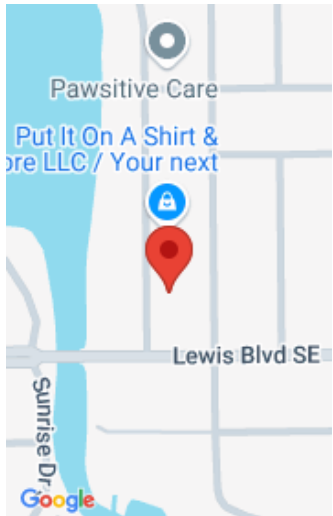 Pawsitive Care
Put It On A Shirt &
ore LLC / Your next
Lewis Blvd SE
Sunrise Dr
Google